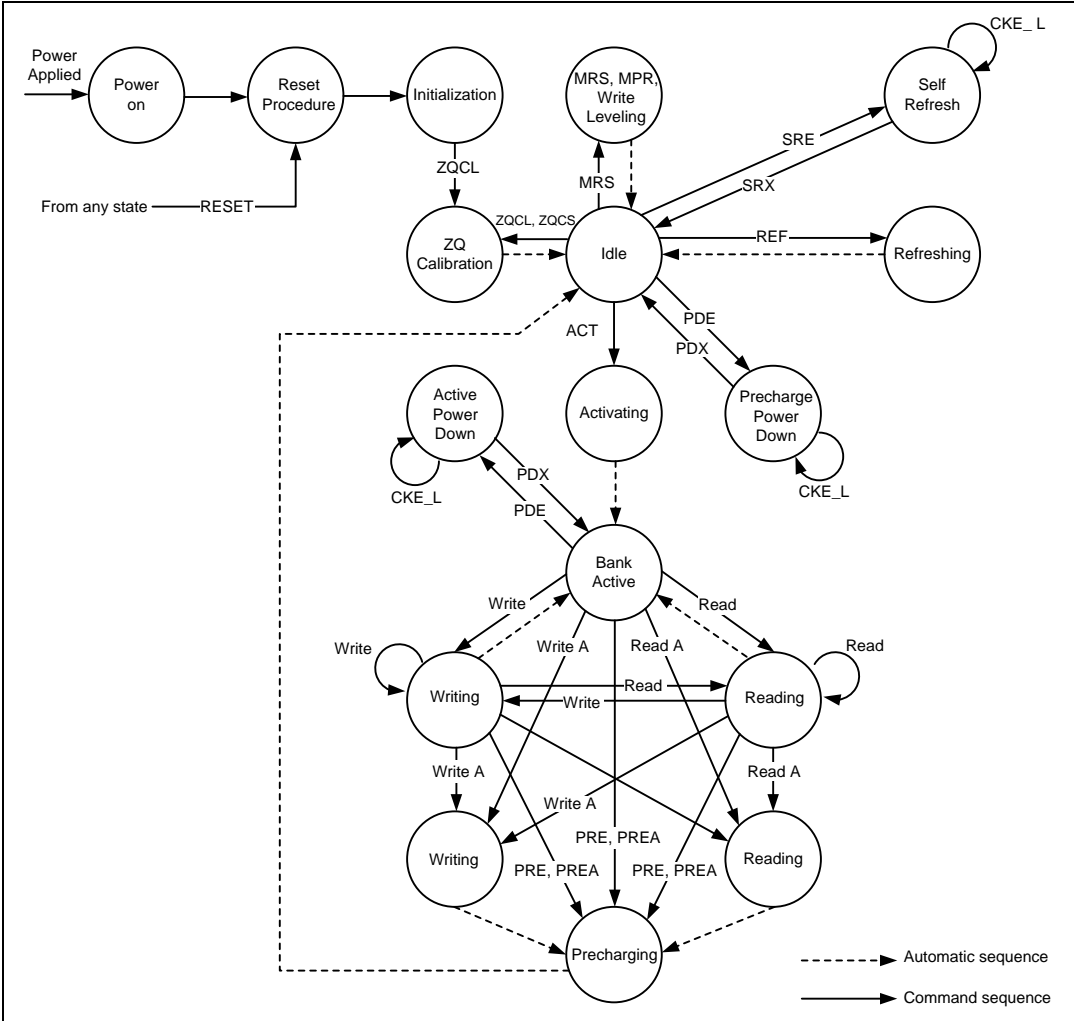 CKE_ L
Power
Applied
Power
on
Reset
Procedure
Initialization
MRS, MPR,
Write
Leveling
Self
Refresh
SRE
ZQCL
MRS
SRX
From any state
RESET
ZQCL, ZQCS
REF
ZQ
Calibration
Idle
Refreshing
PDE
ACT
PDX
Active
Power
Down
Activating
Precharge
Power
Down
PDX
CKE_L
CKE_L
PDE
Bank
Active
Write
Read
Write A
Read A
Write
Read
Writing
Read
Write
Reading
Write A
Read A
Write A
PRE, PREA
Writing
Reading
PRE, PREA
PRE, PREA
Precharging
Automatic sequence
Command sequence